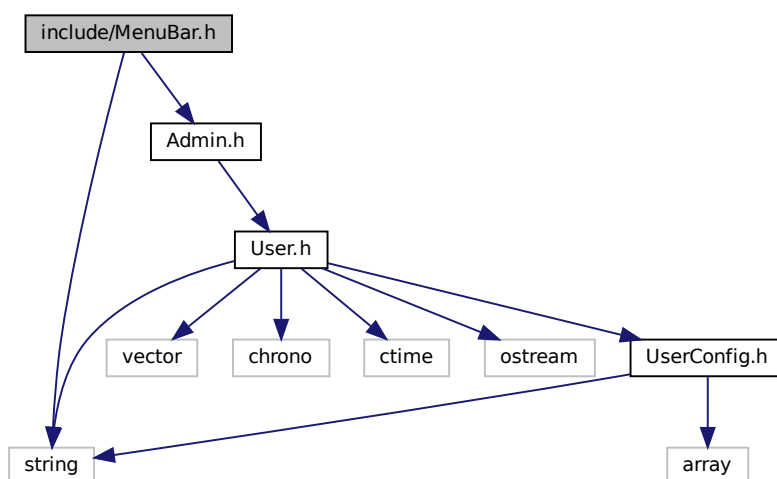 include/MenuBar.h
Admin.h
User.h
vector
chrono
ctime
ostream
UserConfig.h
string
array